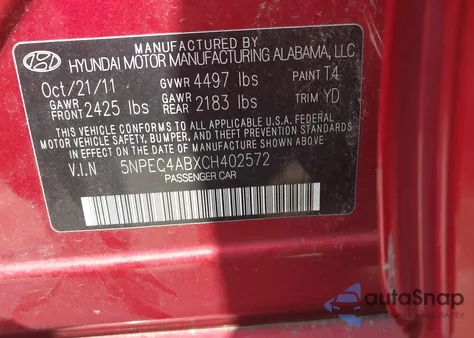 MANUFACTURED BY
HYUNDAI MOTOR MANUFACTURING ALABAMA, LLC
Oct/21/11 GVWR 4497 lbs PAINT T4
GAWR FRONT 2425 lbs GAWR REAR 2183 lbs TRIM YD
THIS VEHICLE CONFORMS TO ALL APPLICABLE U.S.A. FEDERAL
MOTOR VEHICLE SAFETY, BUMPER, AND THEFT PREVENTION STANDARDS
IN EFFECT ON THE DATE OF MANUFACTURE SHOWN ABOVE.
V.I.N 5NPEC4ABXCH402572
PASSENGER CAR
autoSnap